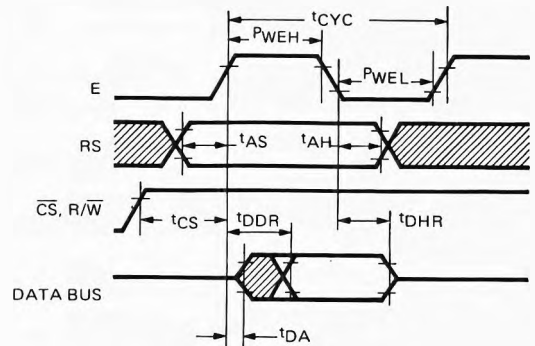 tCYC
PWEH
PWEL
E
RS
tAS
tAH
CS, R/W
tCS
tDDR
tDHR
DATA BUS
tDA